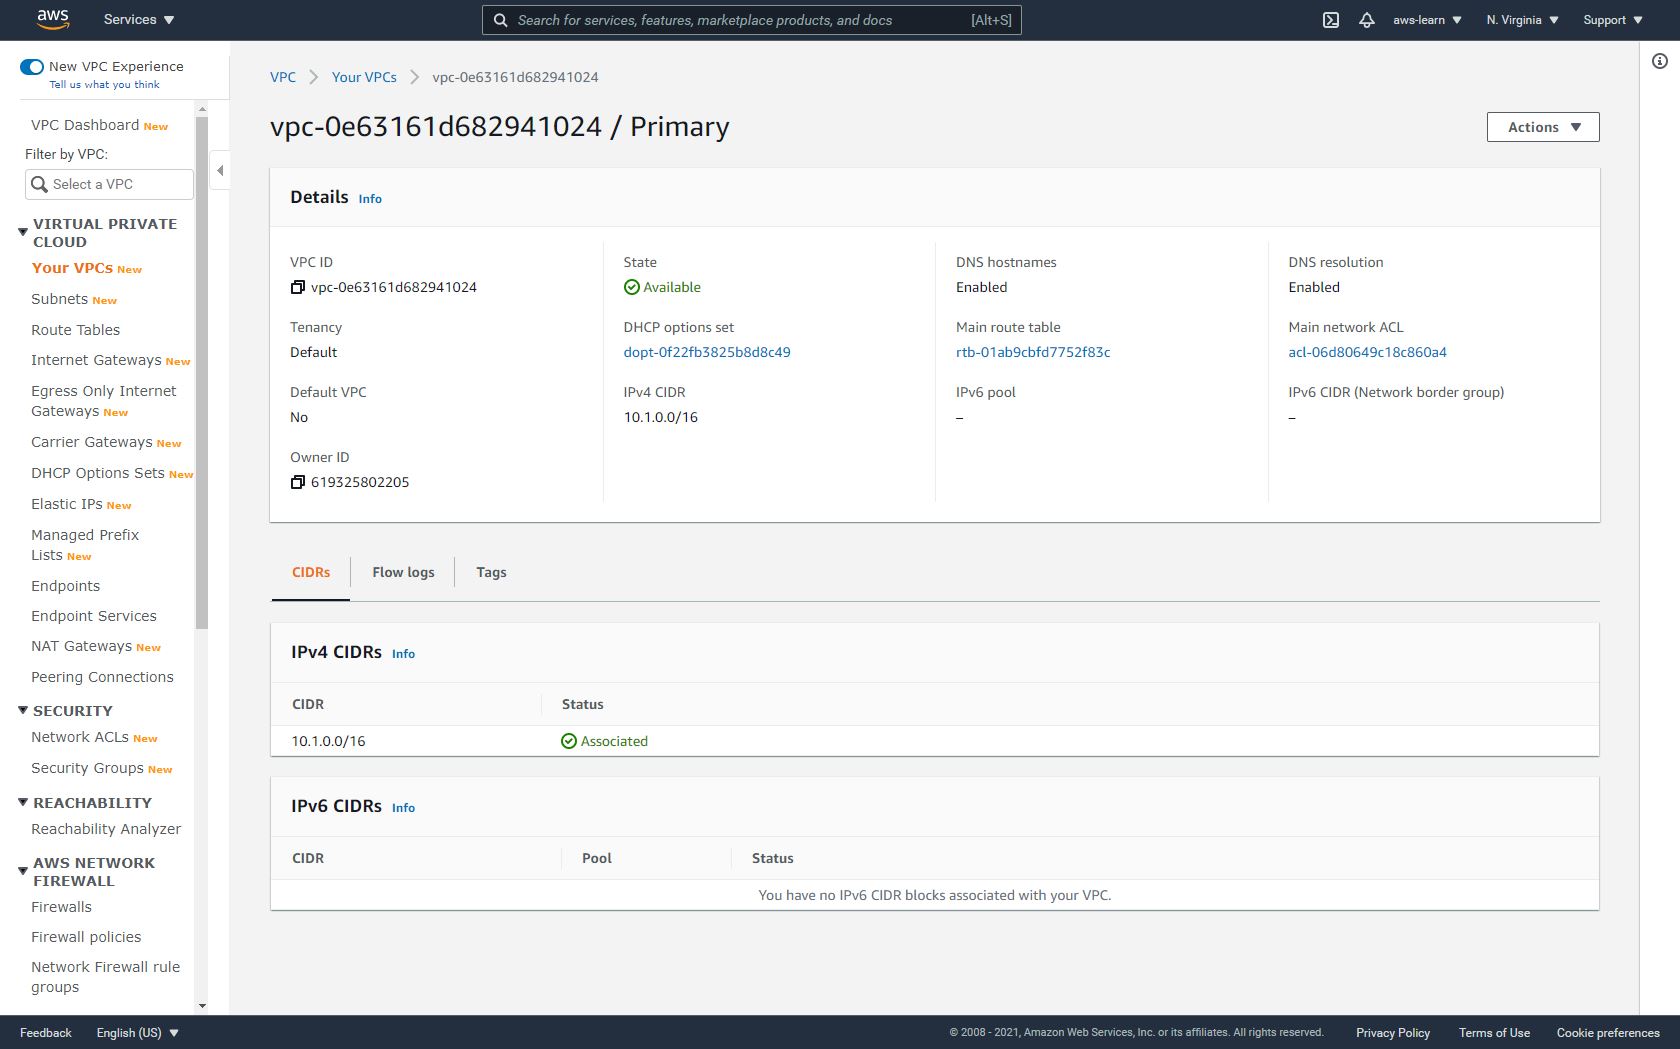 aws
Services
Search for services, features, marketplace products, and docs [Alt+S]
aws-learn
N. Virginia
Support
New VPC Experience
Tell us what you think
VPC Dashboard New
Filter by VPC:
Select a VPC
VIRTUAL PRIVATE
CLOUD
Your VPCs New
Subnets New
Route Tables
Internet Gateways New
Egress Only Internet
Gateways New
Carrier Gateways New
DHCP Options Sets New
Elastic IPs New
Managed Prefix
Lists New
Endpoints
Endpoint Services
NAT Gateways New
Peering Connections
SECURITY
Network ACLs New
Security Groups New
REACHABILITY
Reachability Analyzer
AWS NETWORK
FIREWALL
Firewalls
Firewall policies
Network Firewall rule
groups
VPC
Your VPCs
vpc-0e63161d682941024
vpc-0e63161d682941024 / Primary
Actions
Details Info
VPC ID
vpc-0e63161d682941024
State
Available
DNS hostnames
Enabled
DNS resolution
Enabled
Tenancy
Default
DHCP options set
dopt-0f22fb3825b8d8c49
Main route table
rtb-01ab9cbfd7752f83c
Main network ACL
acl-06d80649c18c860a4
Default VPC
No
IPv4 CIDR
10.1.0.0/16
IPv6 pool
–
IPv6 CIDR (Network border group)
–
Owner ID
619325802205
CIDRs
Flow logs
Tags
IPv4 CIDRs Info
CIDR Status
10.1.0.0/16 Associated
IPv6 CIDRs Info
CIDR Pool Status
You have no IPv6 CIDR blocks associated with your VPC.
Feedback
English (US)
© 2008 - 2021, Amazon Web Services, Inc. or its affiliates. All rights reserved.
Privacy Policy
Terms of Use
Cookie preferences